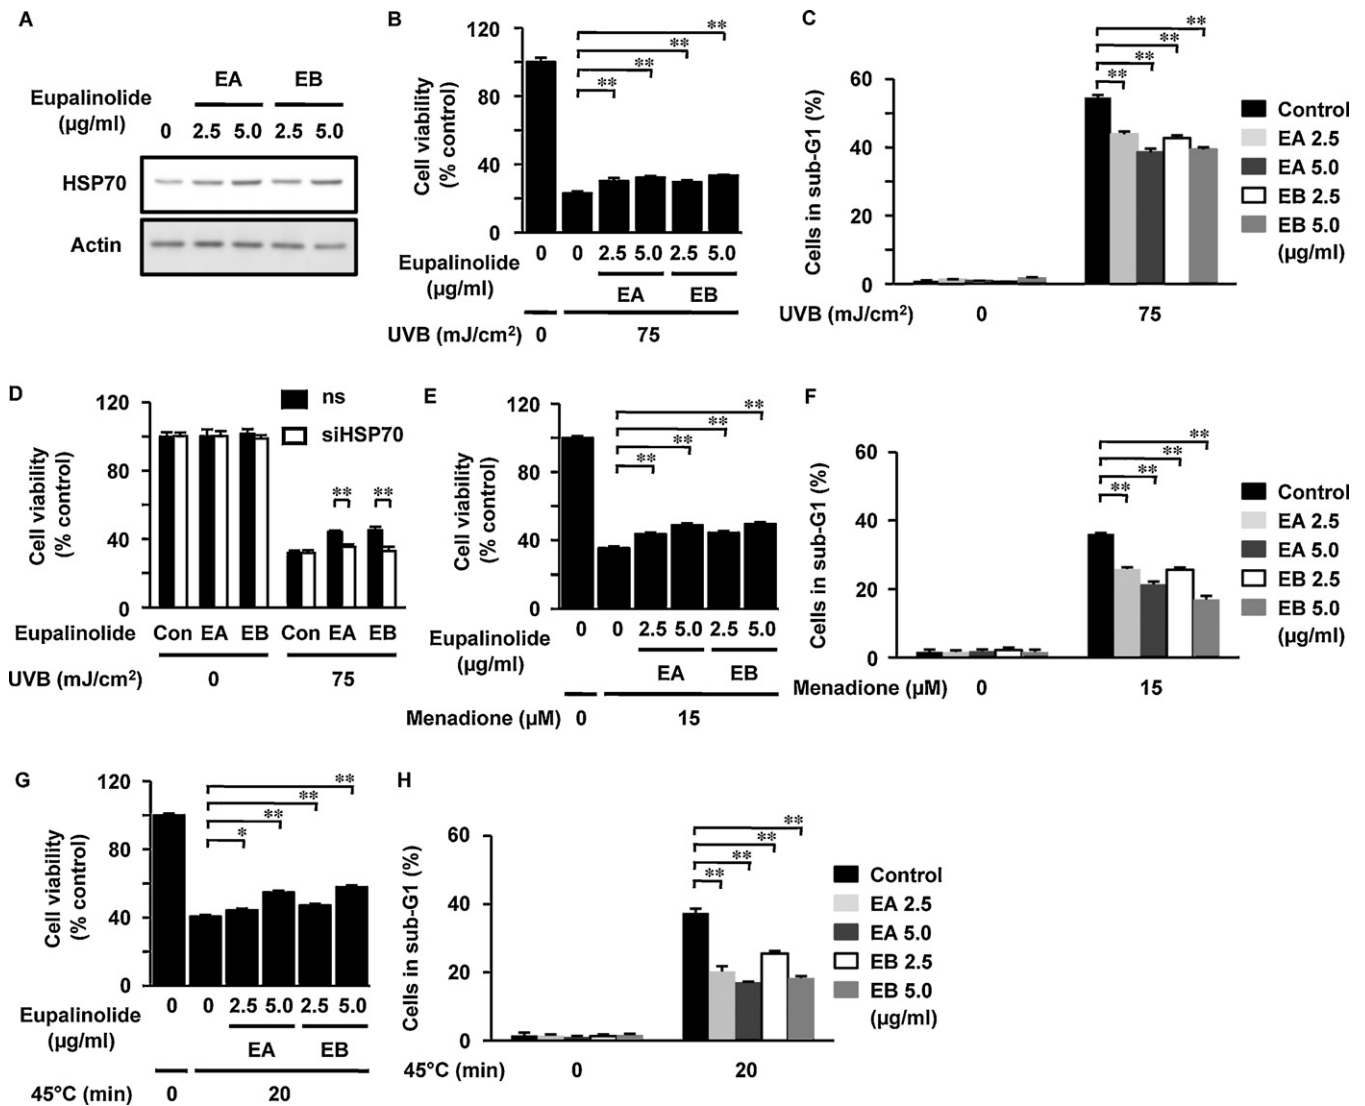 A
EA EB
Eupalinolide
(μg/ml)
0 2.5 5.0 2.5 5.0
HSP70
Actin
B
Cell viability
(% control)
120
80
40
0
** ** ** **
0 0 2.5 5.0 2.5 5.0
Eupalinolide
(μg/ml)
EA EB
UVB (mJ/cm²) 0 75
C
Cells in sub-G1 (%)
60
40
20
0
** ** ** **
UVB (mJ/cm²) 0 75
Control
EA 2.5
EA 5.0
EB 2.5
EB 5.0
(μg/ml)
D
ns
siHSP70
Cell viability
(% control)
120
80
40
0
** **
Eupalinolide Con EA EB Con EA EB
UVB (mJ/cm²) 0 75
E
Cell viability
(% control)
120
80
40
0
** ** ** **
0 0 2.5 5.0 2.5 5.0
Eupalinolide
(μg/ml)
EA EB
Menadione (μM) 0 15
F
Cells in sub-G1 (%)
60
40
20
0
** ** ** **
Menadione (μM) 0 15
Control
EA 2.5
EA 5.0
EB 2.5
EB 5.0
(μg/ml)
G
Cell viability
(% control)
120
80
40
0
* ** ** **
0 0 2.5 5.0 2.5 5.0
Eupalinolide
(μg/ml)
EA EB
45°C (min) 0 20
H
Cells in sub-G1 (%)
60
40
20
0
** ** ** **
45°C (min) 0 20
Control
EA 2.5
EA 5.0
EB 2.5
EB 5.0
(μg/ml)